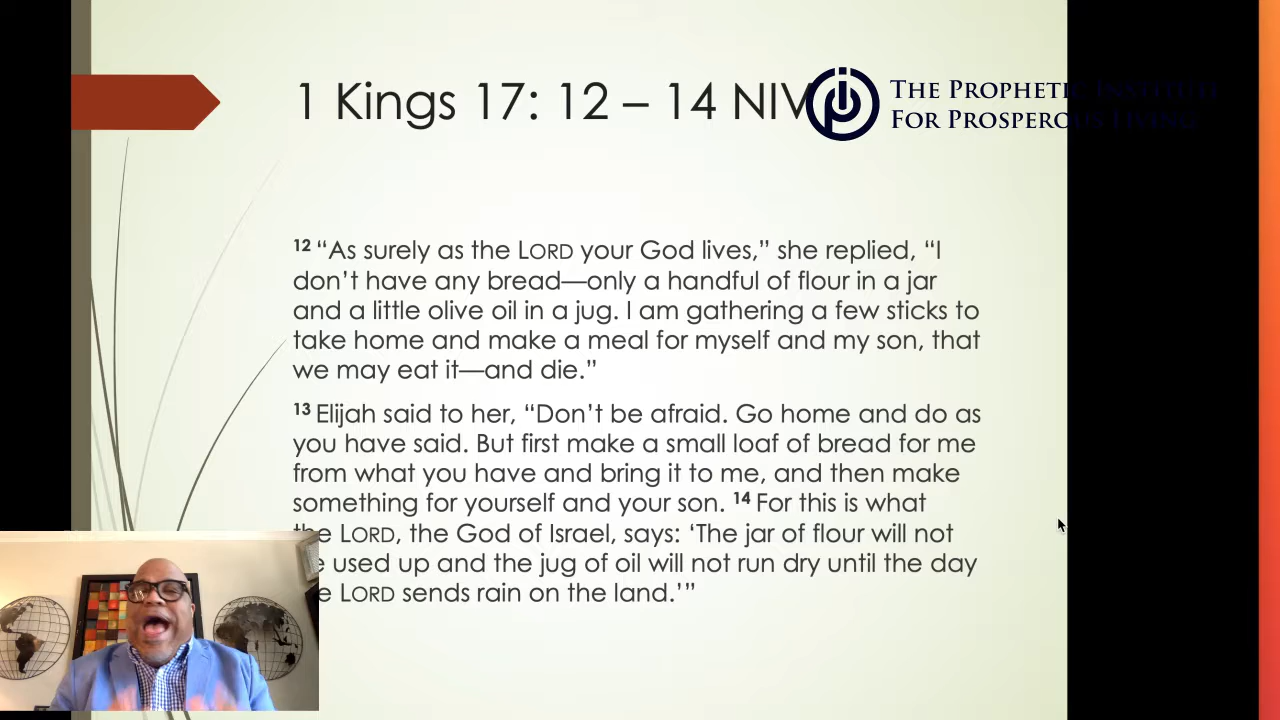 1 Kings 17: 12 – 14 NIV
THE PROPHETIC INSTITUTE
FOR PROSPEROUS LIVING
12 “As surely as the LORD your God lives,” she replied, “I
don’t have any bread—only a handful of flour in a jar
and a little olive oil in a jug. I am gathering a few sticks to
take home and make a meal for myself and my son, that
we may eat it—and die.”
13 Elijah said to her, “Don’t be afraid. Go home and do as
you have said. But first make a small loaf of bread for me
from what you have and bring it to me, and then make
something for yourself and your son. 14 For this is what
the LORD, the God of Israel, says: ‘The jar of flour will not
e used up and the jug of oil will not run dry until the day
e LORD sends rain on the land.’”